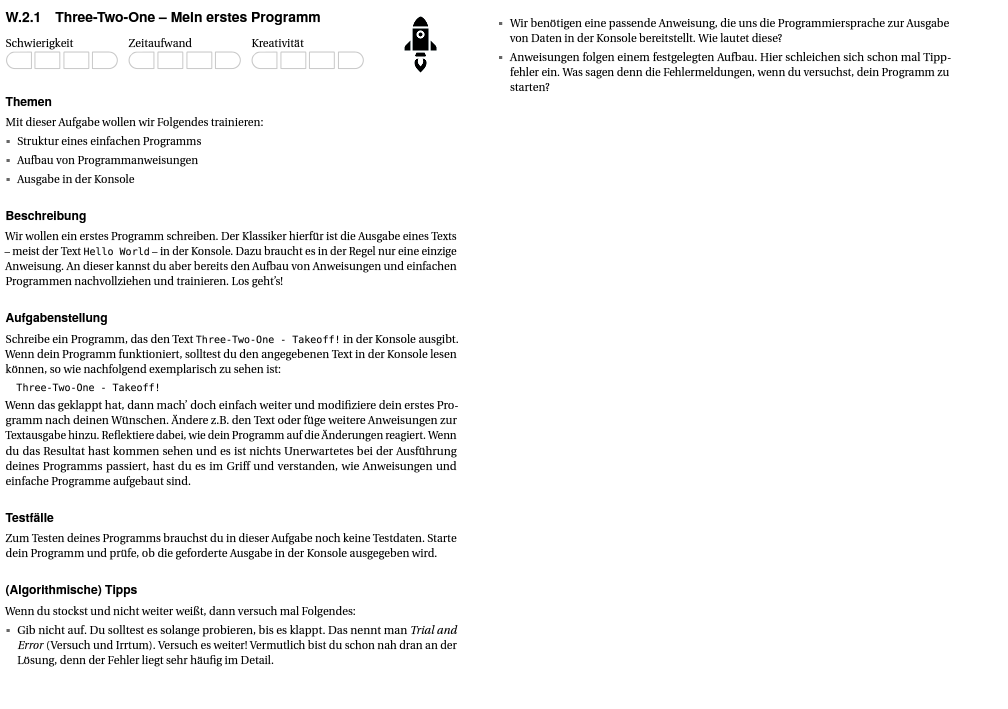 W.2.1 Three-Two-One – Mein erstes Programm
Schwierigkeit Zeitaufwand Kreativität
Themen
Mit dieser Aufgabe wollen wir Folgendes trainieren:
▪ Struktur eines einfachen Programms
▪ Aufbau von Programmanweisungen
▪ Ausgabe in der Konsole
Beschreibung
Wir wollen ein erstes Programm schreiben. Der Klassiker hierfür ist die Ausgabe eines Texts
– meist der Text Hello World – in der Konsole. Dazu braucht es in der Regel nur eine einzige
Anweisung. An dieser kannst du aber bereits den Aufbau von Anweisungen und einfachen
Programmen nachvollziehen und trainieren. Los geht's!
Aufgabenstellung
Schreibe ein Programm, das den Text Three-Two-One - Takeoff! in der Konsole ausgibt.
Wenn dein Programm funktioniert, solltest du den angegebenen Text in der Konsole lesen
können, so wie nachfolgend exemplarisch zu sehen ist:
Three-Two-One - Takeoff!
Wenn das geklappt hat, dann mach' doch einfach weiter und modifiziere dein erstes Pro-
gramm nach deinen Wünschen. Ändere z.B. den Text oder füge weitere Anweisungen zur
Textausgabe hinzu. Reflektiere dabei, wie dein Programm auf die Änderungen reagiert. Wenn
du das Resultat hast kommen sehen und es ist nichts Unerwartetes bei der Ausführung
deines Programms passiert, hast du es im Griff und verstanden, wie Anweisungen und
einfache Programme aufgebaut sind.
Testfälle
Zum Testen deines Programms brauchst du in dieser Aufgabe noch keine Testdaten. Starte
dein Programm und prüfe, ob die geforderte Ausgabe in der Konsole ausgegeben wird.
(Algorithmische) Tipps
Wenn du stockst und nicht weiter weißt, dann versuch mal Folgendes:
▪ Gib nicht auf. Du solltest es solange probieren, bis es klappt. Das nennt man Trial and
Error (Versuch und Irrtum). Versuch es weiter! Vermutlich bist du schon nah dran an der
Lösung, denn der Fehler liegt sehr häufig im Detail.
▪ Wir benötigen eine passende Anweisung, die uns die Programmiersprache zur Ausgabe
von Daten in der Konsole bereitstellt. Wie lautet diese?
▪ Anweisungen folgen einem festgelegten Aufbau. Hier schleichen sich schon mal Tipp-
fehler ein. Was sagen denn die Fehlermeldungen, wenn du versuchst, dein Programm zu
starten?